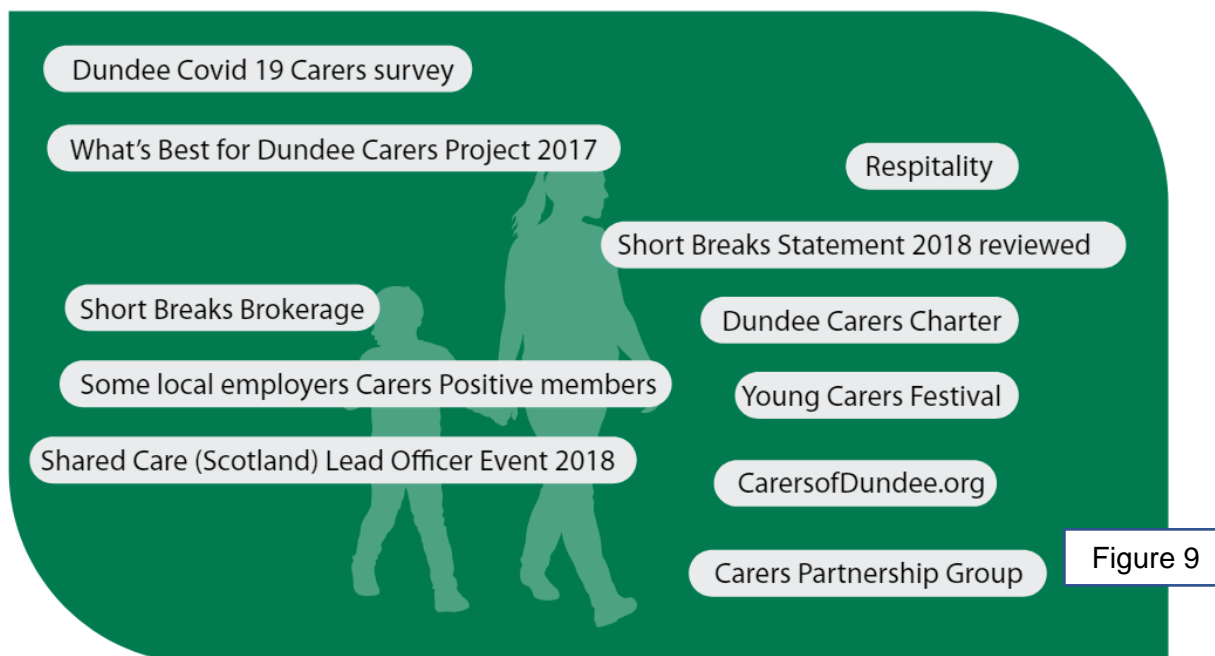 Dundee Covid 19 Carers survey
What's Best for Dundee Carers Project 2017
Respitality
Short Breaks Statement 2018 reviewed
Short Breaks Brokerage
Dundee Carers Charter
Some local employers Carers Positive members
Young Carers Festival
Shared Care (Scotland) Lead Officer Event 2018
CarersofDundee.org
Carers Partnership Group
Figure 9